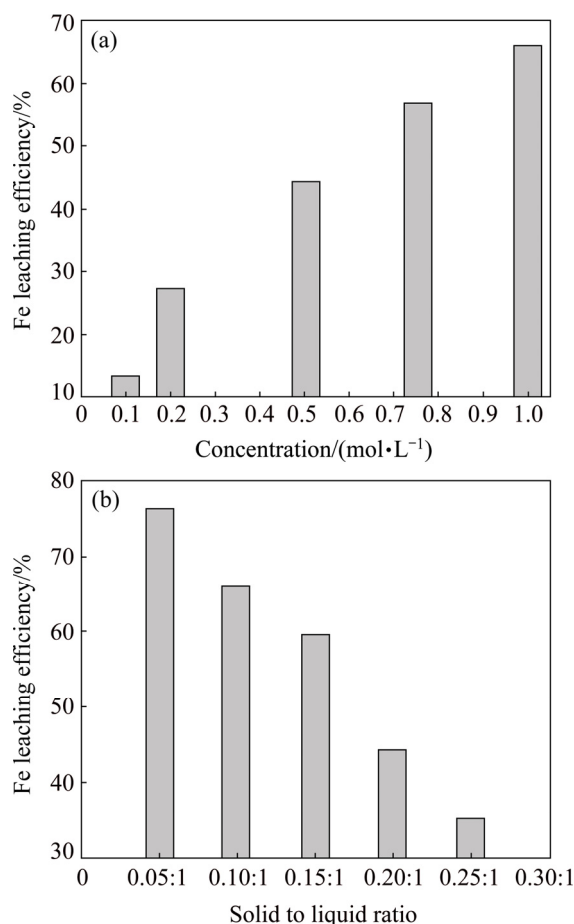 (a)
70
60
50
40
30
20
10
Fe leaching efficiency/%
0 0.1 0.2 0.3 0.4 0.5 0.6 0.7 0.8 0.9 1.0
Concentration/(mol•L⁻¹)
(b)
80
70
60
50
40
30
Fe leaching efficiency/%
0 0.05:1 0.10:1 0.15:1 0.20:1 0.25:1 0.30:1
Solid to liquid ratio